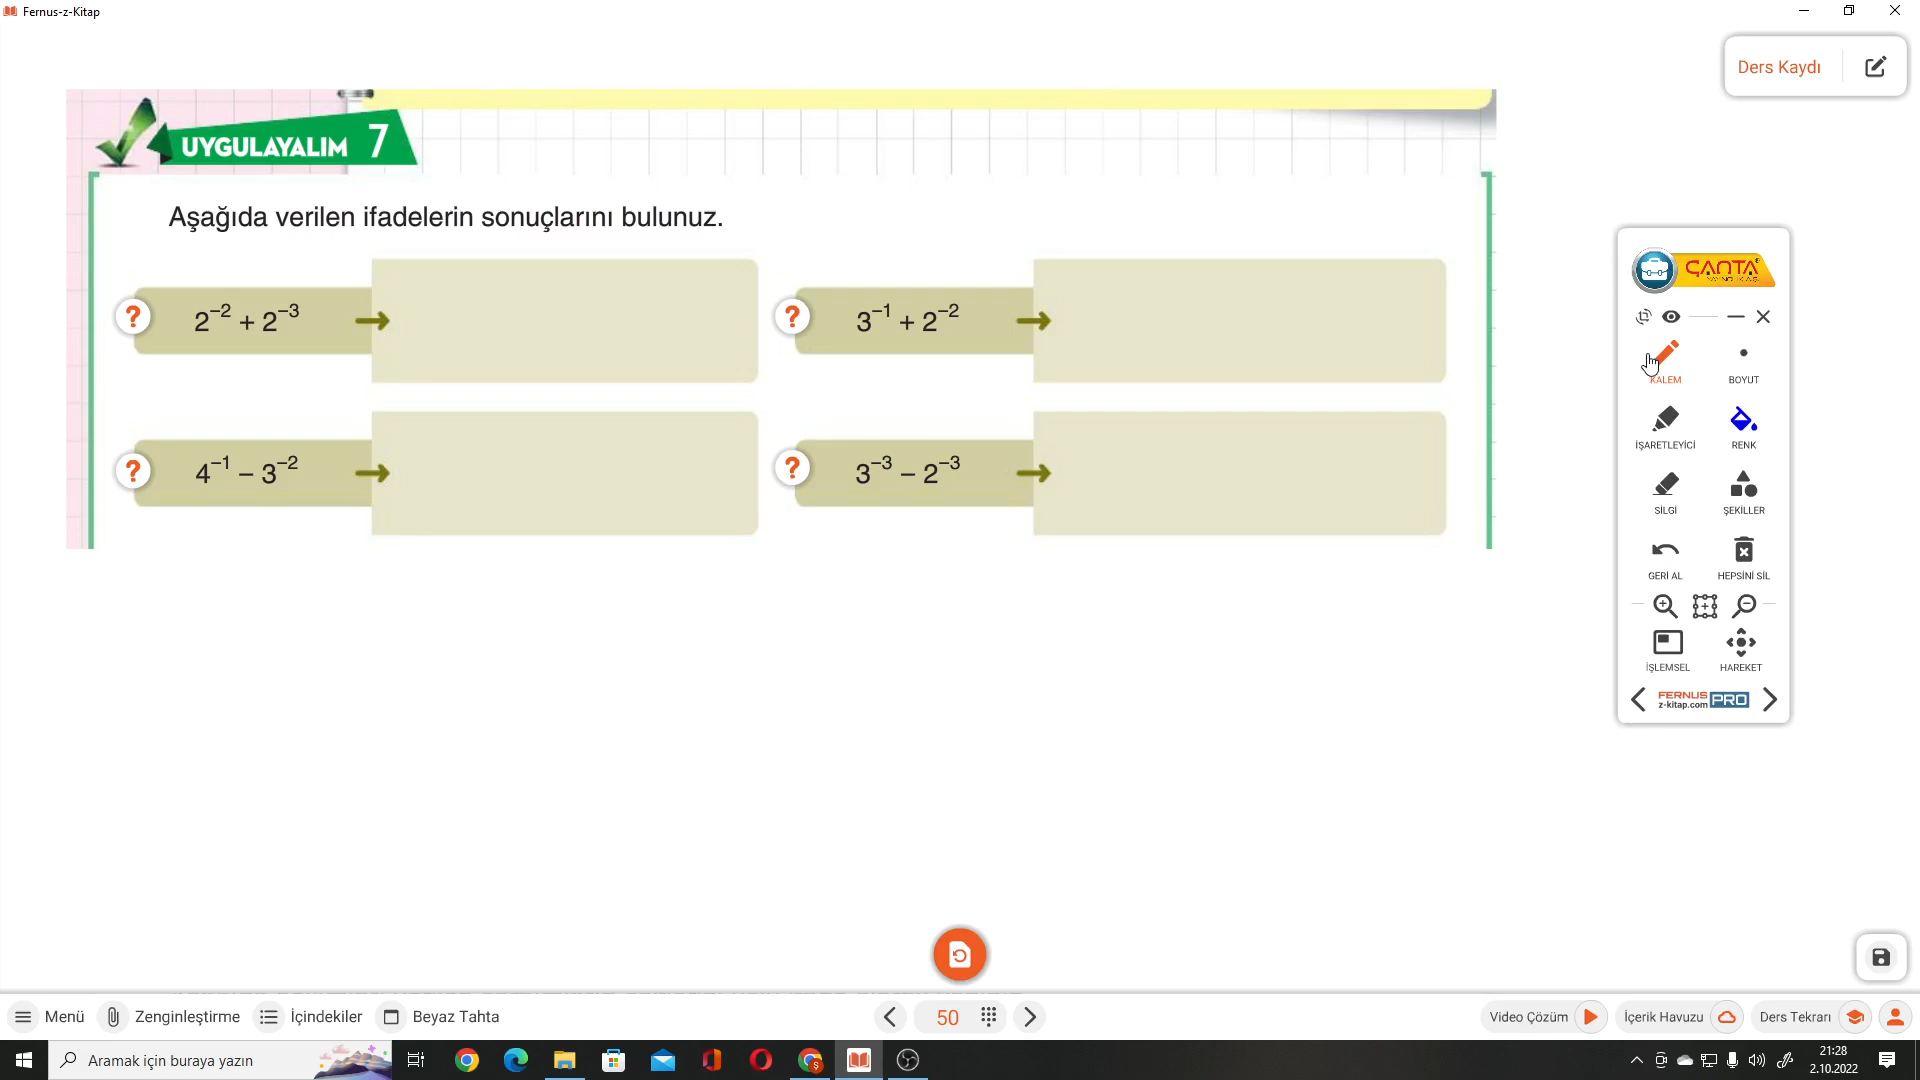 Fernus-z-Kitap
Ders Kaydı
UYGULAYALIM 7
Aşağıda verilen ifadelerin sonuçlarını bulunuz.
? 2⁻² + 2⁻³ → ? 3⁻¹ + 2⁻² →
? 4⁻¹ – 3⁻² → ? 3⁻³ – 2⁻³ →
ÇANTA
KALEM BOYUT
İŞARETLEYİCİ RENK
SİLGİ ŞEKİLLER
GERİ AL HEPSİNİ SİL
İŞLEMSEL HAREKET
FERNUS PRO
z-kitap.com
Menü Zenginleştirme İçindekiler Beyaz Tahta 50 Video Çözüm İçerik Havuzu Ders Tekrarı
Aramak için buraya yazın 21:28
2.10.2022